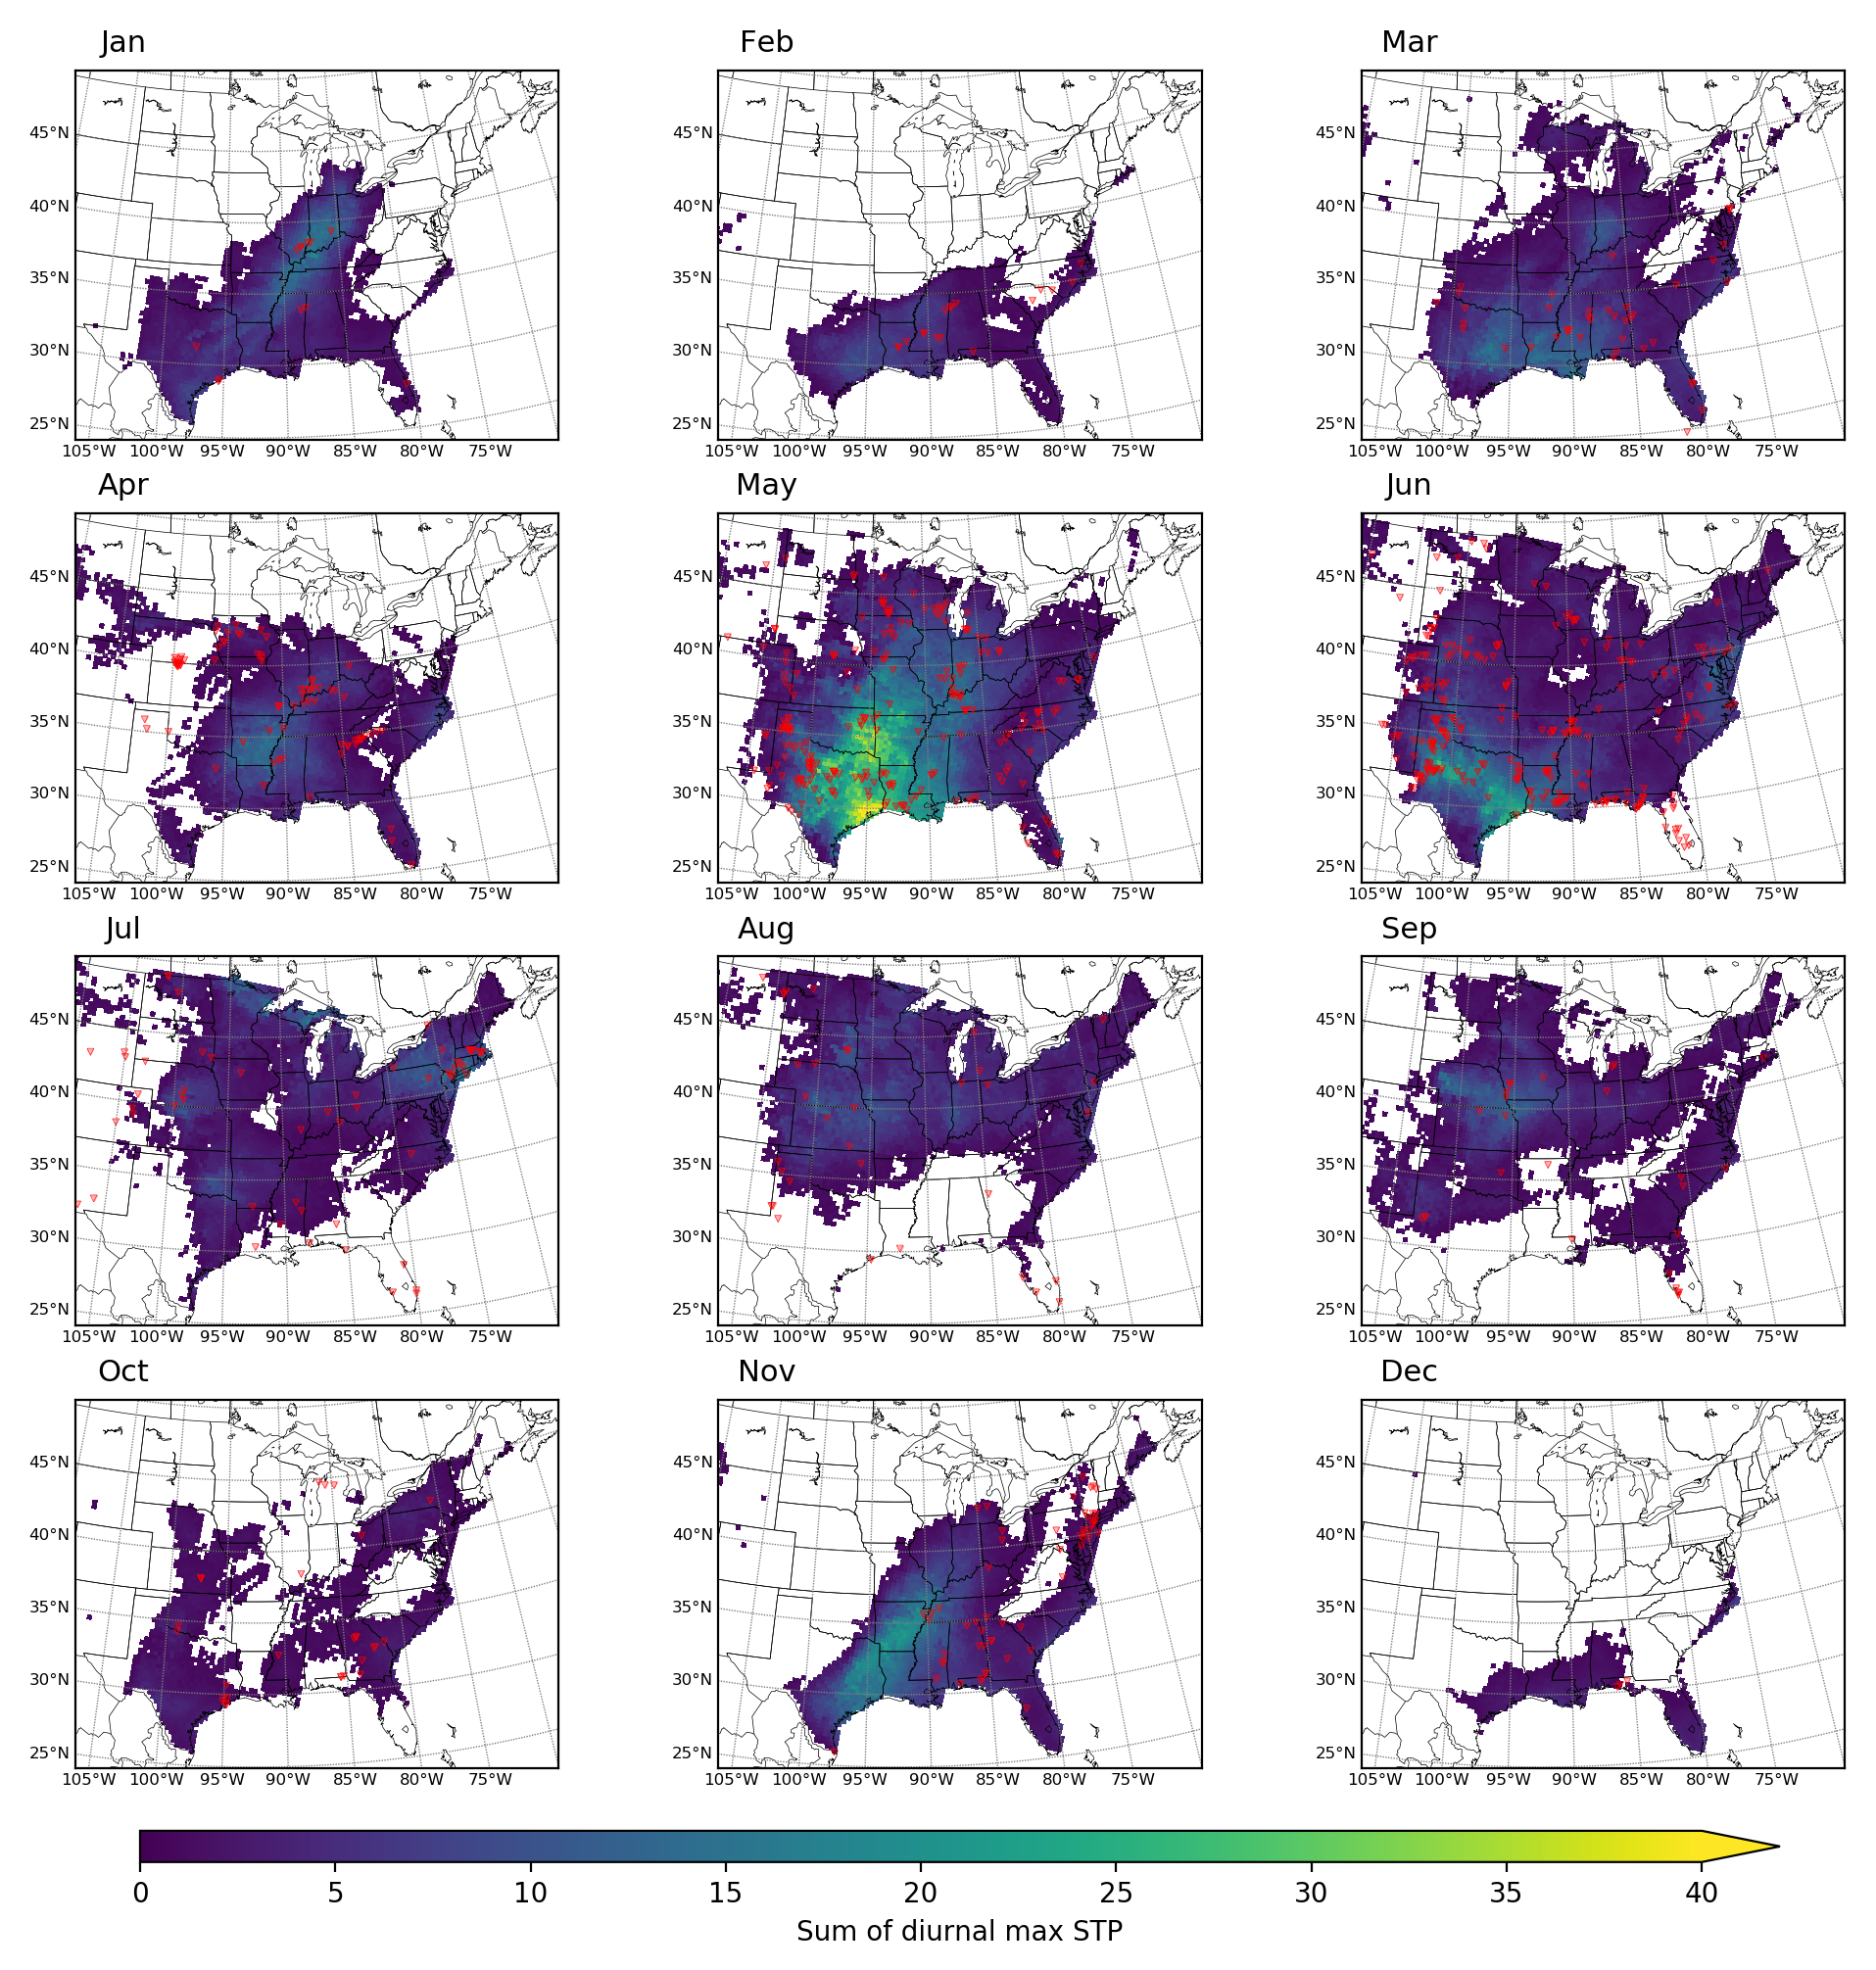 Jan Feb Mar
45°N 45°N 45°N
40°N 40°N 40°N
35°N 35°N 35°N
30°N 30°N 30°N
25°N 25°N 25°N
105°W 100°W 95°W 90°W 85°W 80°W 75°W 105°W 100°W 95°W 90°W 85°W 80°W 75°W 105°W 100°W 95°W 90°W 85°W 80°W 75°W
Apr May Jun
45°N 45°N 45°N
40°N 40°N 40°N
35°N 35°N 35°N
30°N 30°N 30°N
25°N 25°N 25°N
105°W 100°W 95°W 90°W 85°W 80°W 75°W 105°W 100°W 95°W 90°W 85°W 80°W 75°W 105°W 100°W 95°W 90°W 85°W 80°W 75°W
Jul Aug Sep
45°N 45°N 45°N
40°N 40°N 40°N
35°N 35°N 35°N
30°N 30°N 30°N
25°N 25°N 25°N
105°W 100°W 95°W 90°W 85°W 80°W 75°W 105°W 100°W 95°W 90°W 85°W 80°W 75°W 105°W 100°W 95°W 90°W 85°W 80°W 75°W
Oct Nov Dec
45°N 45°N 45°N
40°N 40°N 40°N
35°N 35°N 35°N
30°N 30°N 30°N
25°N 25°N 25°N
105°W 100°W 95°W 90°W 85°W 80°W 75°W 105°W 100°W 95°W 90°W 85°W 80°W 75°W 105°W 100°W 95°W 90°W 85°W 80°W 75°W
0 5 10 15 20 25 30 35 40
Sum of diurnal max STP